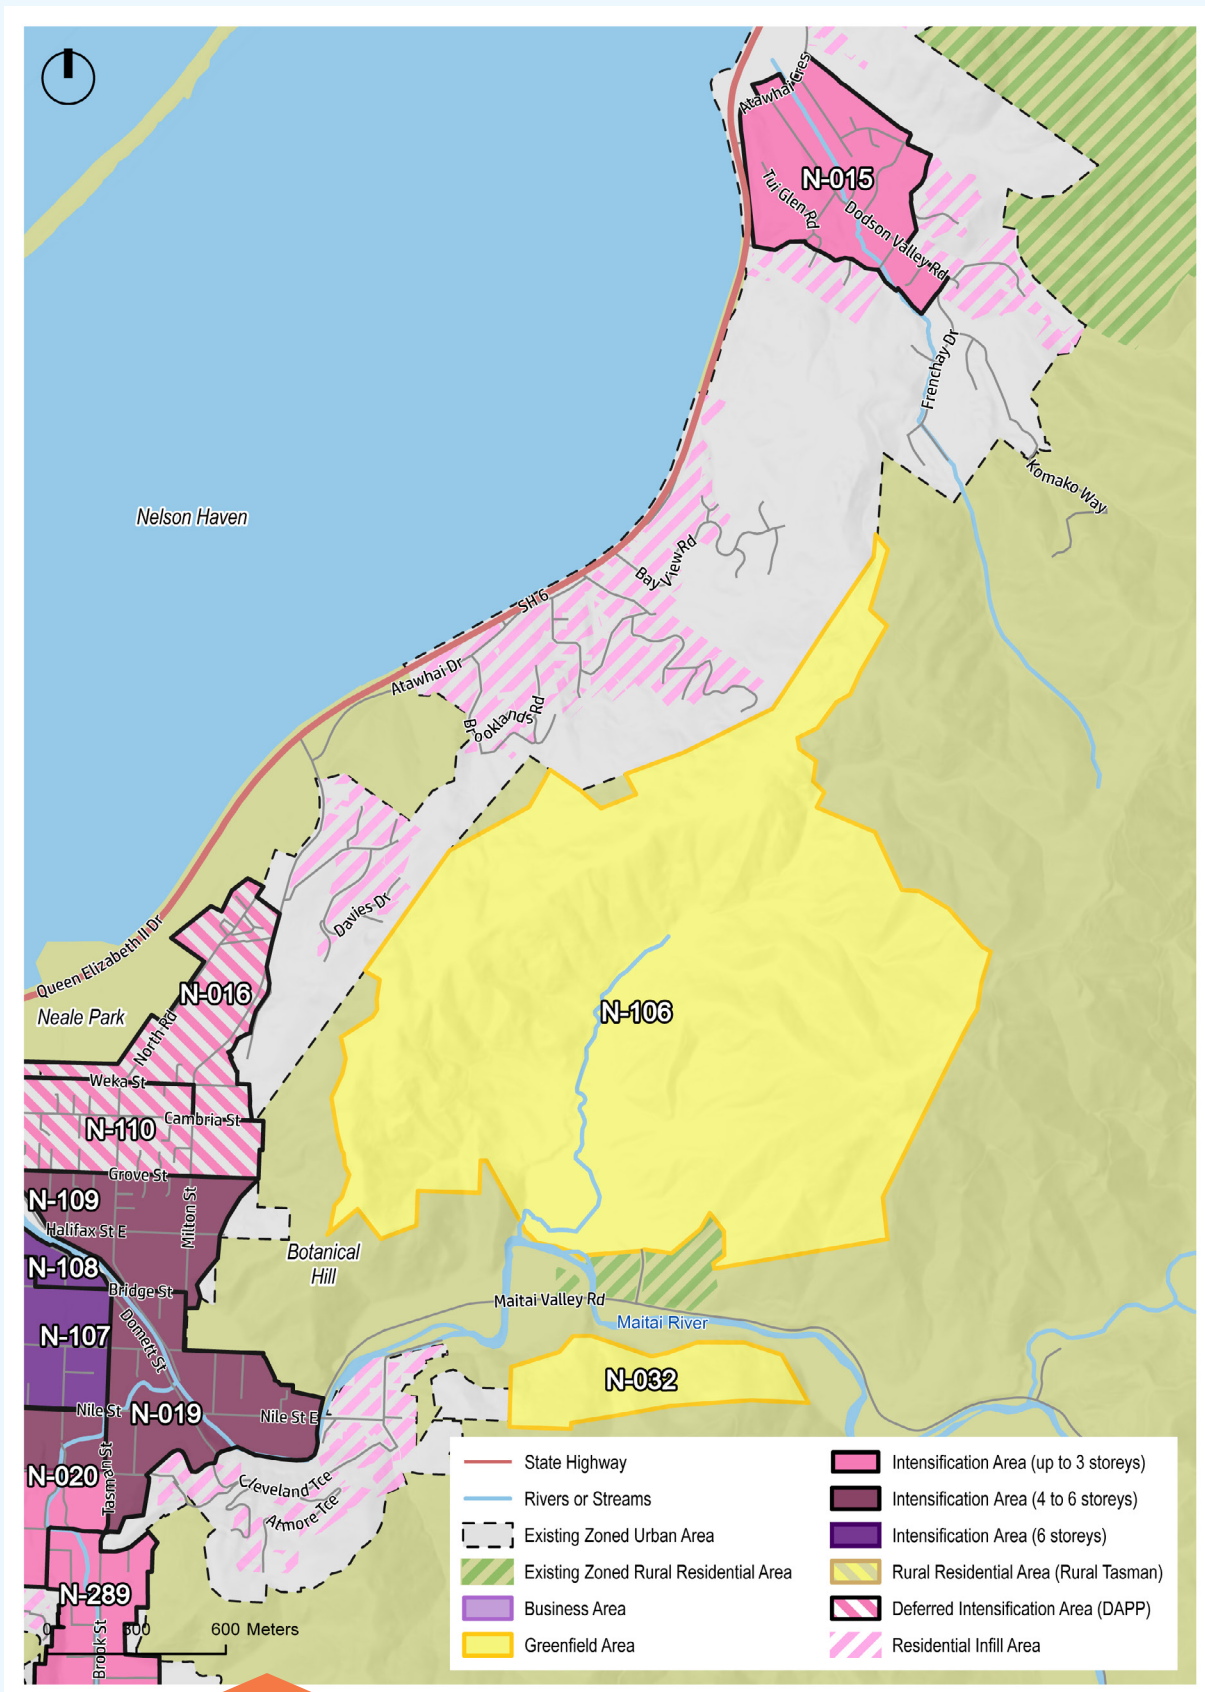 Atawhai Cres
N-015
Tui Glen Rd
Dodson Valley Rd
Frenchay Dr
Komako Way
Nelson Haven
Bay View Rd
SH 6
Atawhai Dr
Brooklands Rd
Davies Dr
Queen Elizabeth II Dr
N-016
Neale Park
North Rd
N-106
Weka St
Cambria St
N-110
Grove St
N-109
Milton St
Halifax St E
Botanical
Hill
N-108
Bridge St
Maitai Valley Rd
Maitai River
N-107
Domett St
N-032
Nile St
N-019
Nile St E
N-020
Tasman St
Cleveland Tce
Atmore Tce
N-289
Brook St
0 300 600 Meters
State Highway
Rivers or Streams
Existing Zoned Urban Area
Existing Zoned Rural Residential Area
Business Area
Greenfield Area
Intensification Area (up to 3 storeys)
Intensification Area (4 to 6 storeys)
Intensification Area (6 storeys)
Rural Residential Area (Rural Tasman)
Deferred Intensification Area (DAPP)
Residential Infill Area